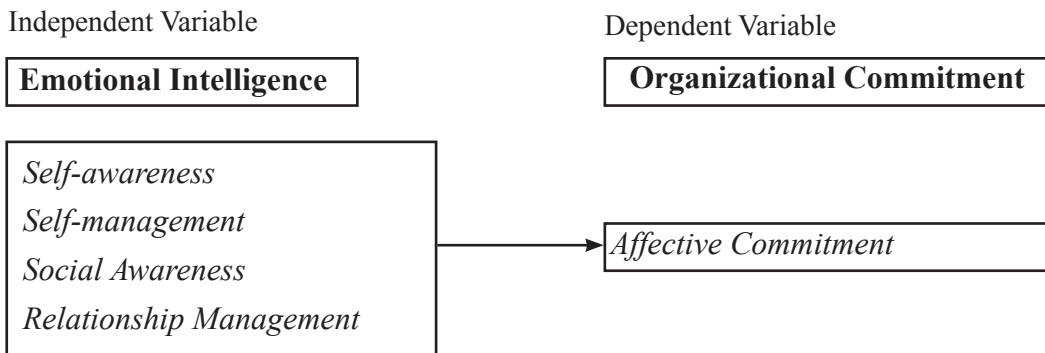 Independent Variable
Dependent Variable
Emotional Intelligence
Organizational Commitment
Self-awareness
Self-management
Social Awareness
Relationship Management
Affective Commitment